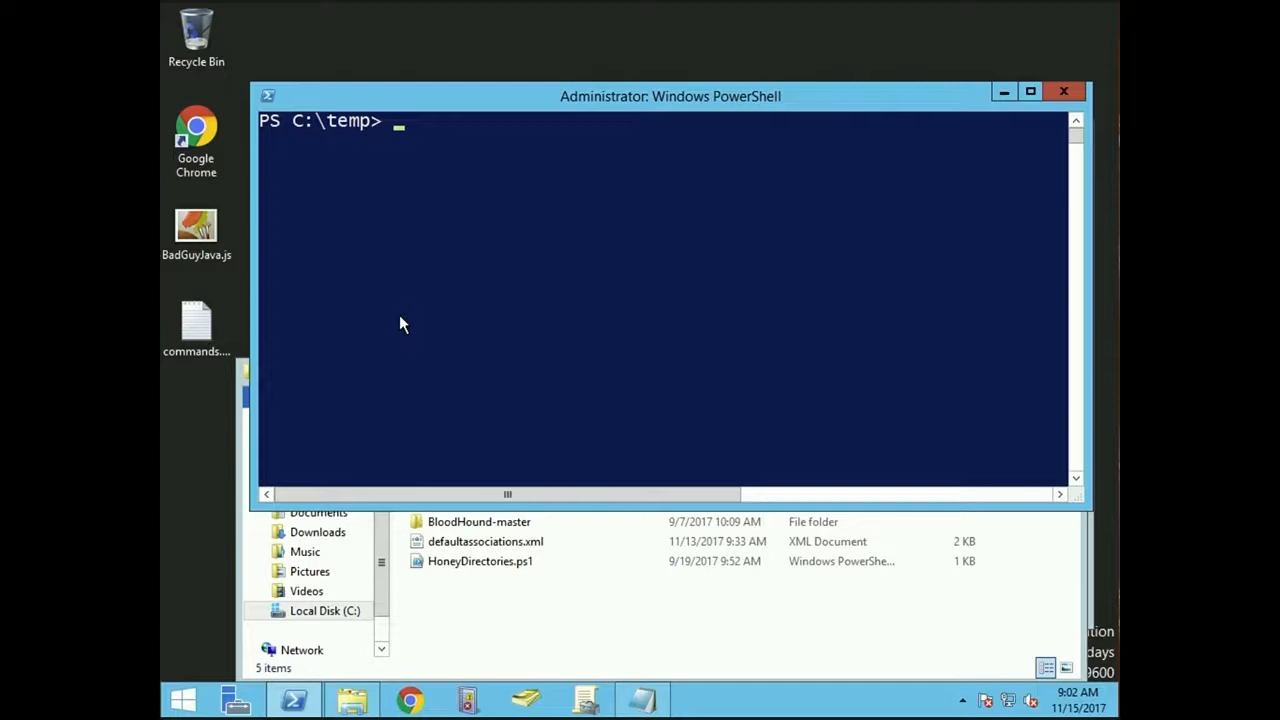 Recycle Bin
Administrator: Windows PowerShell
PS C:\temp>
Google
Chrome
BadGuyJava.js
commands....
Documents
BloodHound-master 9/7/2017 10:09 AM File folder
Downloads
defaultassociations.xml 11/13/2017 9:33 AM XML Document 2 KB
Music
HoneyDirectories.ps1 9/19/2017 9:52 AM Windows PowerShe... 1 KB
Pictures
Videos
Local Disk (C:)
Network
5 items
days
9600
9:02 AM
11/15/2017